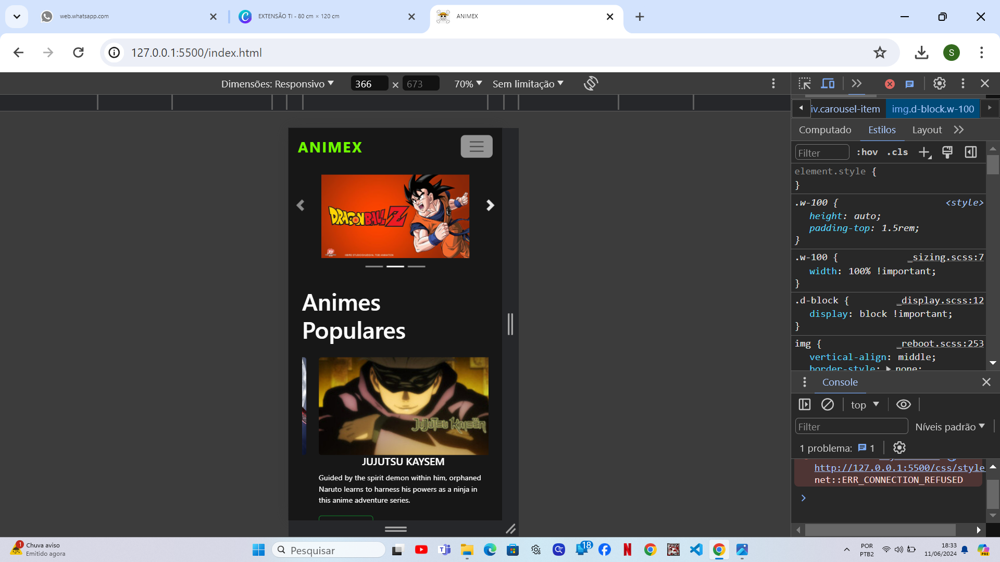 web.whatsapp.com
EXTENSÃO TI - 80 cm × 120 cm
ANIMEX
127.0.0.1:5500/index.html
S
Dimensões: Responsivo
366
×
673
70%
Sem limitação
iv.carousel-item
img.d-block.w-100
Computado
Estilos
Layout
Filter
:hov
.cls
element.style {
}
.w-100 {
<style>
height: auto;
padding-top: 1.5rem;
}
.w-100 {
_sizing.scss:7
width: 100% !important;
}
.d-block {
_display.scss:12
display: block !important;
}
img {
_reboot.scss:253
vertical-align: middle;
border-style: none;
Console
top
Filter
Níveis padrão
1 problema: 1
http://127.0.0.1:5500/css/style
net::ERR_CONNECTION_REFUSED
ANIMEX
DRAGONBALL Z
Animes
Populares
JUJUTSU KAISEN
JUJUTSU KAYSEM
Guided by the spirit demon within him, orphaned
Naruto learns to harness his powers as a ninja in
this anime adventure series.
1
Chuva aviso
Emitido agora
Pesquisar
18
N
POR
PTB2
18:33
11/06/2024
PRE